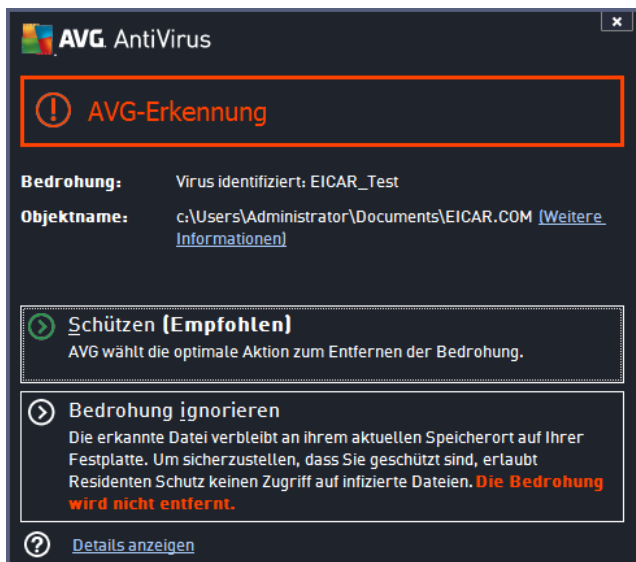 AVG AntiVirus
AVG-Erkennung
Bedrohung: Virus identifiziert: EICAR_Test
Objektname: c:\Users\Administrator\Documents\EICAR.COM (Weitere
Informationen)
Schützen (Empfohlen)
AVG wählt die optimale Aktion zum Entfernen der Bedrohung.
Bedrohung ignorieren
Die erkannte Datei verbleibt an ihrem aktuellen Speicherort auf Ihrer
Festplatte. Um sicherzustellen, dass Sie geschützt sind, erlaubt
Residenten Schutz keinen Zugriff auf infizierte Dateien. Die Bedrohung
wird nicht entfernt.
Details anzeigen